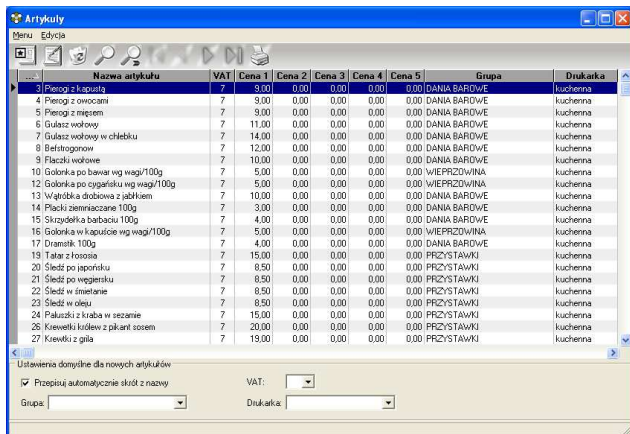 Artykuly
Menu Edycja
... Nazwa artykułu VAT Cena 1 Cena 2 Cena 3 Cena 4 Cena 5 Grupa Drukarka
3 Pierogi z kapustą 7 9,00 0,00 0,00 0,00 0,00 DANIA BAROWE kuchenna
4 Pierogi z owocami 7 9,00 0,00 0,00 0,00 0,00 DANIA BAROWE kuchenna
5 Pierogi z mięsem 7 9,00 0,00 0,00 0,00 0,00 DANIA BAROWE kuchenna
6 Gulasz wołowy 7 11,00 0,00 0,00 0,00 0,00 DANIA BAROWE kuchenna
7 Gulasz wołowy w chlebku 7 14,00 0,00 0,00 0,00 0,00 DANIA BAROWE kuchenna
8 Befstrogonow 7 12,00 0,00 0,00 0,00 0,00 DANIA BAROWE kuchenna
9 Flaczki wołowe 7 10,00 0,00 0,00 0,00 0,00 DANIA BAROWE kuchenna
10 Golonka po bawar wg wagi/100g 7 5,00 0,00 0,00 0,00 0,00 WIEPRZOWINA kuchenna
12 Golonka po cygańsku wg wagi/100g 7 5,00 0,00 0,00 0,00 0,00 WIEPRZOWINA kuchenna
13 Wątróbka drobiowa z jabłkiem 7 10,00 0,00 0,00 0,00 0,00 DANIA BAROWE kuchenna
14 Placki ziemniaczane 100g 7 3,00 0,00 0,00 0,00 0,00 DANIA BAROWE kuchenna
15 Skrzydełka barbaciu 100g 7 4,00 0,00 0,00 0,00 0,00 DANIA BAROWE kuchenna
16 Golonka w kapuście wg wagi/100g 7 5,00 0,00 0,00 0,00 0,00 WIEPRZOWINA kuchenna
17 Dramstik 100g 7 4,00 0,00 0,00 0,00 0,00 DANIA BAROWE kuchenna
19 Tatar z łososia 7 15,00 0,00 0,00 0,00 0,00 PRZYSTAWKI kuchenna
20 Śledź po japońsku 7 8,50 0,00 0,00 0,00 0,00 PRZYSTAWKI kuchenna
21 Śledź po węgiersku 7 8,50 0,00 0,00 0,00 0,00 PRZYSTAWKI kuchenna
22 Śledź w śmietanie 7 8,50 0,00 0,00 0,00 0,00 PRZYSTAWKI kuchenna
23 Śledź w oleju 7 8,50 0,00 0,00 0,00 0,00 PRZYSTAWKI kuchenna
24 Paluszki z kraba w sezamie 7 15,00 0,00 0,00 0,00 0,00 PRZYSTAWKI kuchenna
26 Krewetki królew z pikant sosem 7 20,00 0,00 0,00 0,00 0,00 PRZYSTAWKI kuchenna
27 Krewtki z grila 7 19,00 0,00 0,00 0,00 0,00 PRZYSTAWKI kuchenna
Ustawienia domyślne dla nowych artykułów
Przepisuj automatycznie skrót z nazwy VAT:
Grupa: Drukarka: